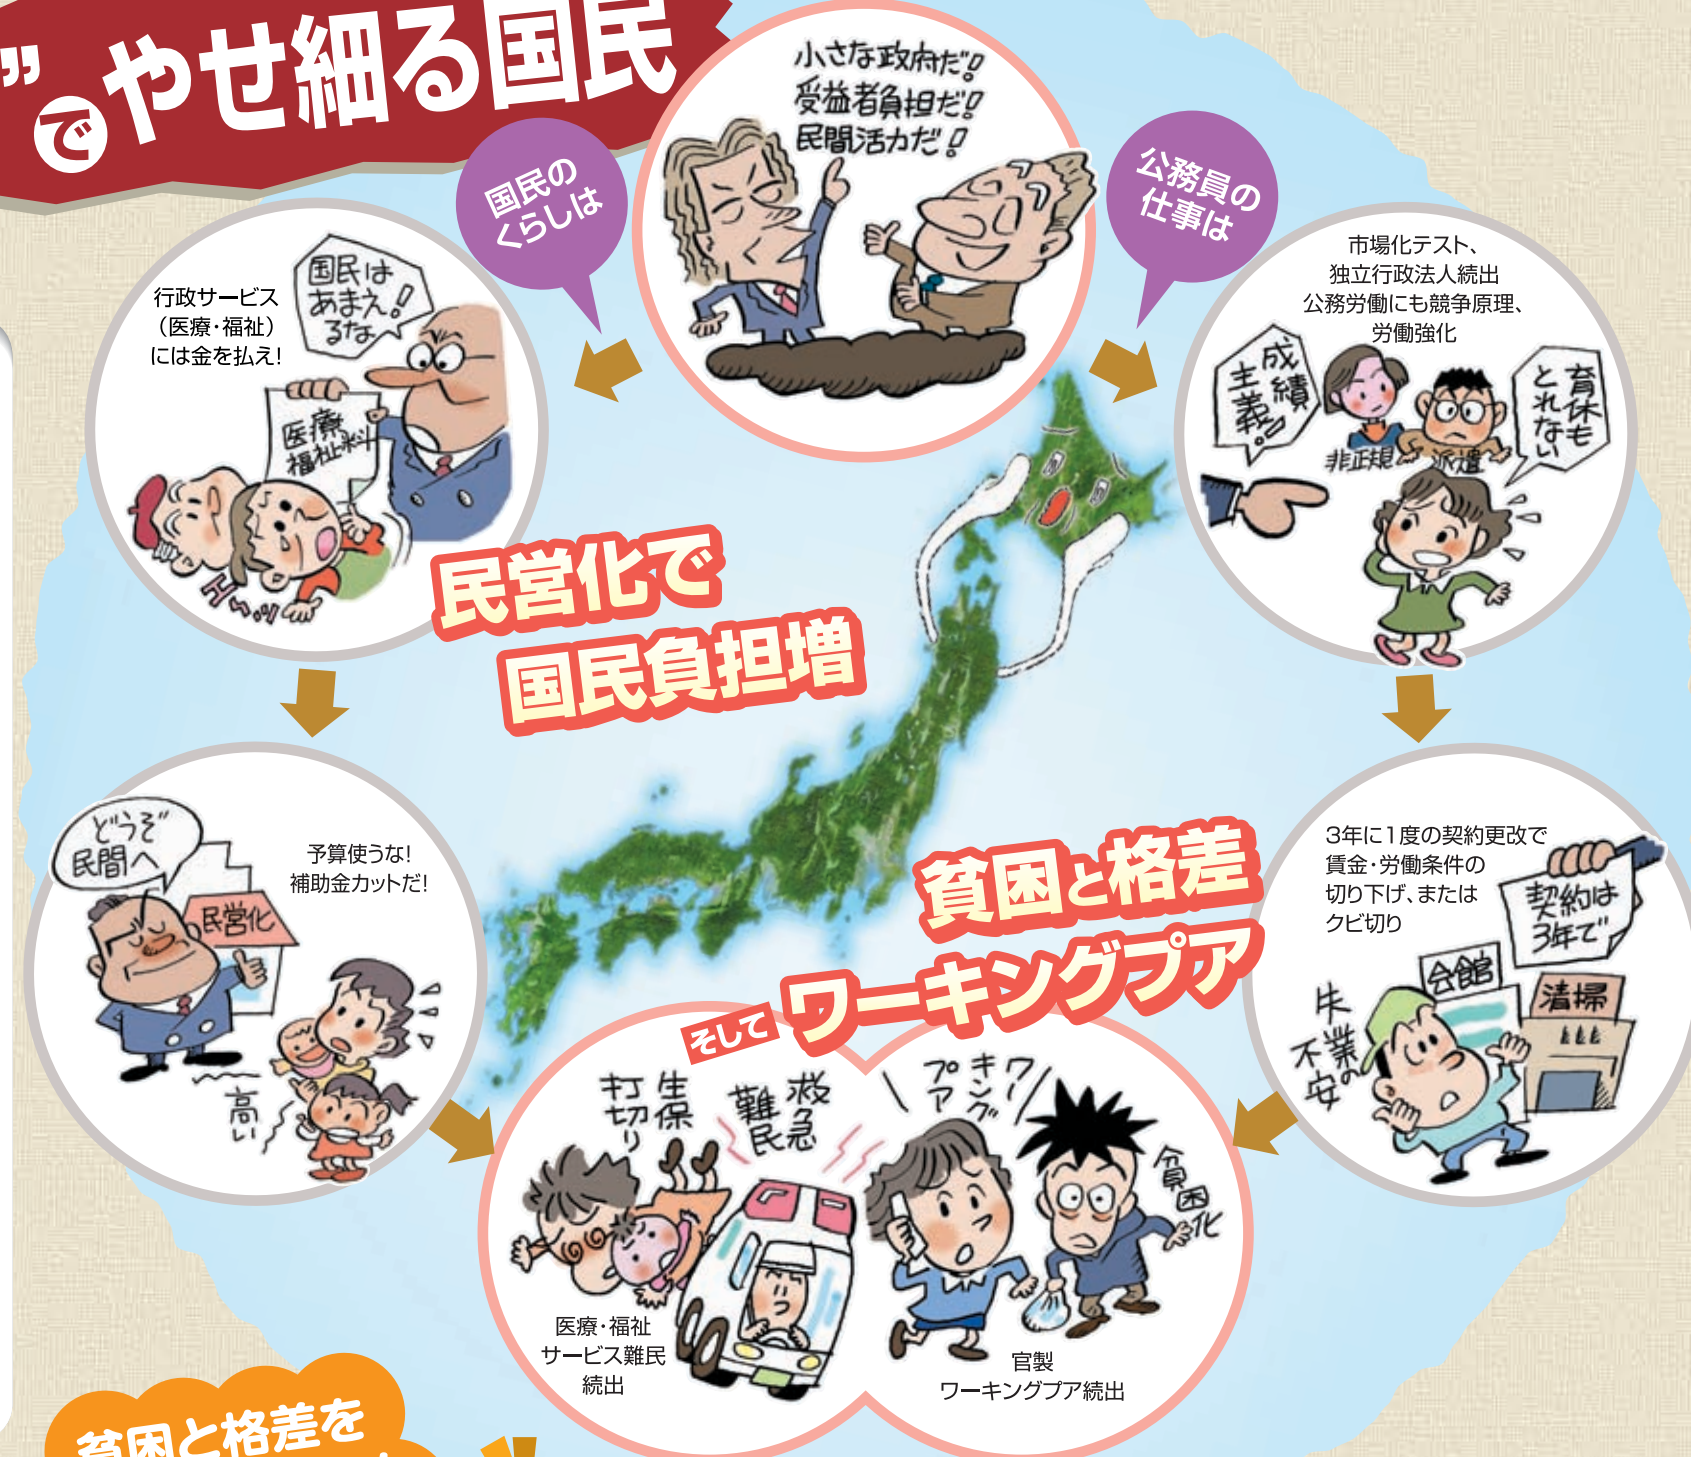 ”でやせ細る国民
小さな政府だ!!
受益者負担だ!!
民間活力だ!!
国民の
くらしは
公務員の
仕事は
行政サービス
（医療・福祉）
には金を払え！
国民は
あまえ
るな！
医療
福祉料
市場化テスト、
独立行政法人続出
公務労働にも競争原理、
労働強化
成績
主義!!
非正規
派遣
育休も
とれない
民営化で
国民負担増
どうぞ
民間へ
民営化
予算使うな！
補助金カットだ！
高い
3年に1度の契約更改で
賃金・労働条件の
切り下げ、または
クビ切り
契約は
3年で
会館
清掃
失業の
不安
貧困と格差
そして ワーキングプア
生保
打切り
救急
難民
ワー
キング
プア
貧困化
医療・福祉
サービス難民
続出
官製
ワーキングプア続出
貧困と格差を